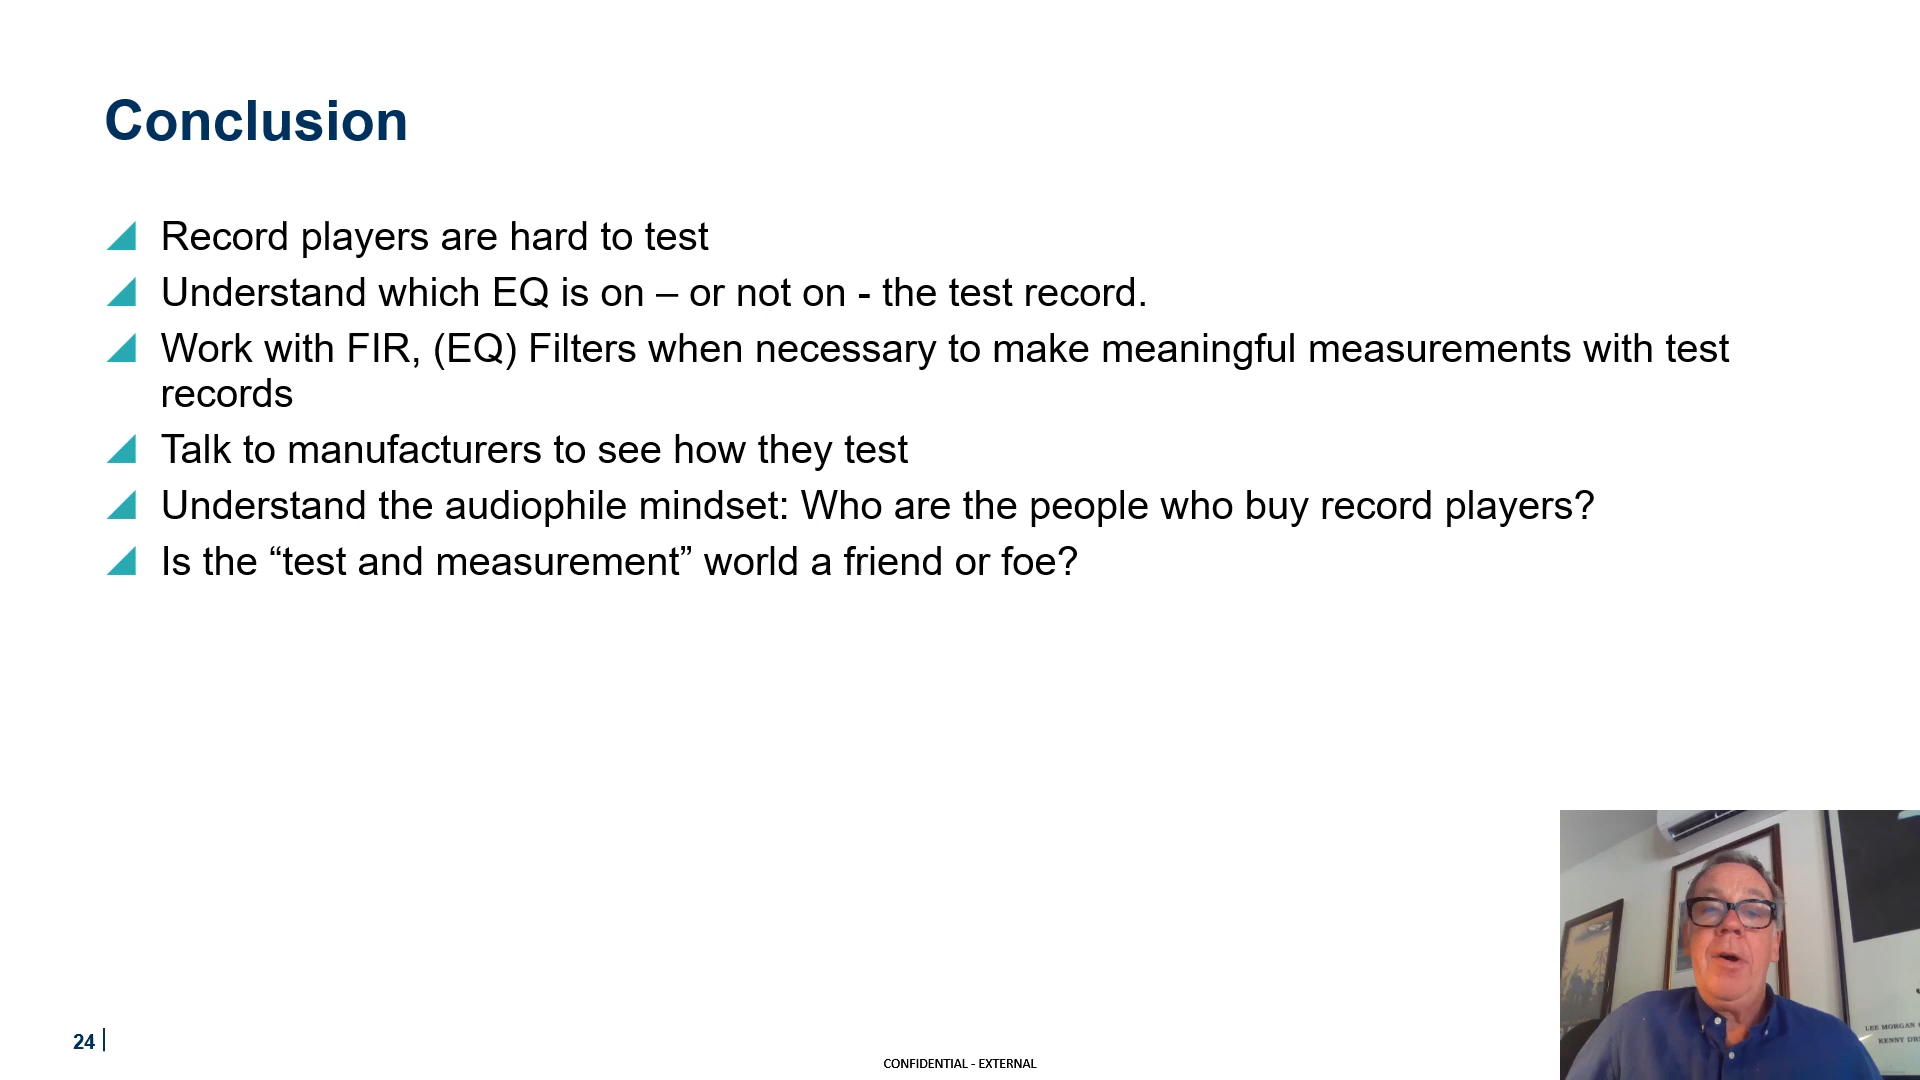 Conclusion
Record players are hard to test
Understand which EQ is on – or not on - the test record.
Work with FIR, (EQ) Filters when necessary to make meaningful measurements with test
records
Talk to manufacturers to see how they test
Understand the audiophile mindset: Who are the people who buy record players?
Is the “test and measurement” world a friend or foe?
LEE MORGAN
KENNY
24
CONFIDENTIAL - EXTERNAL